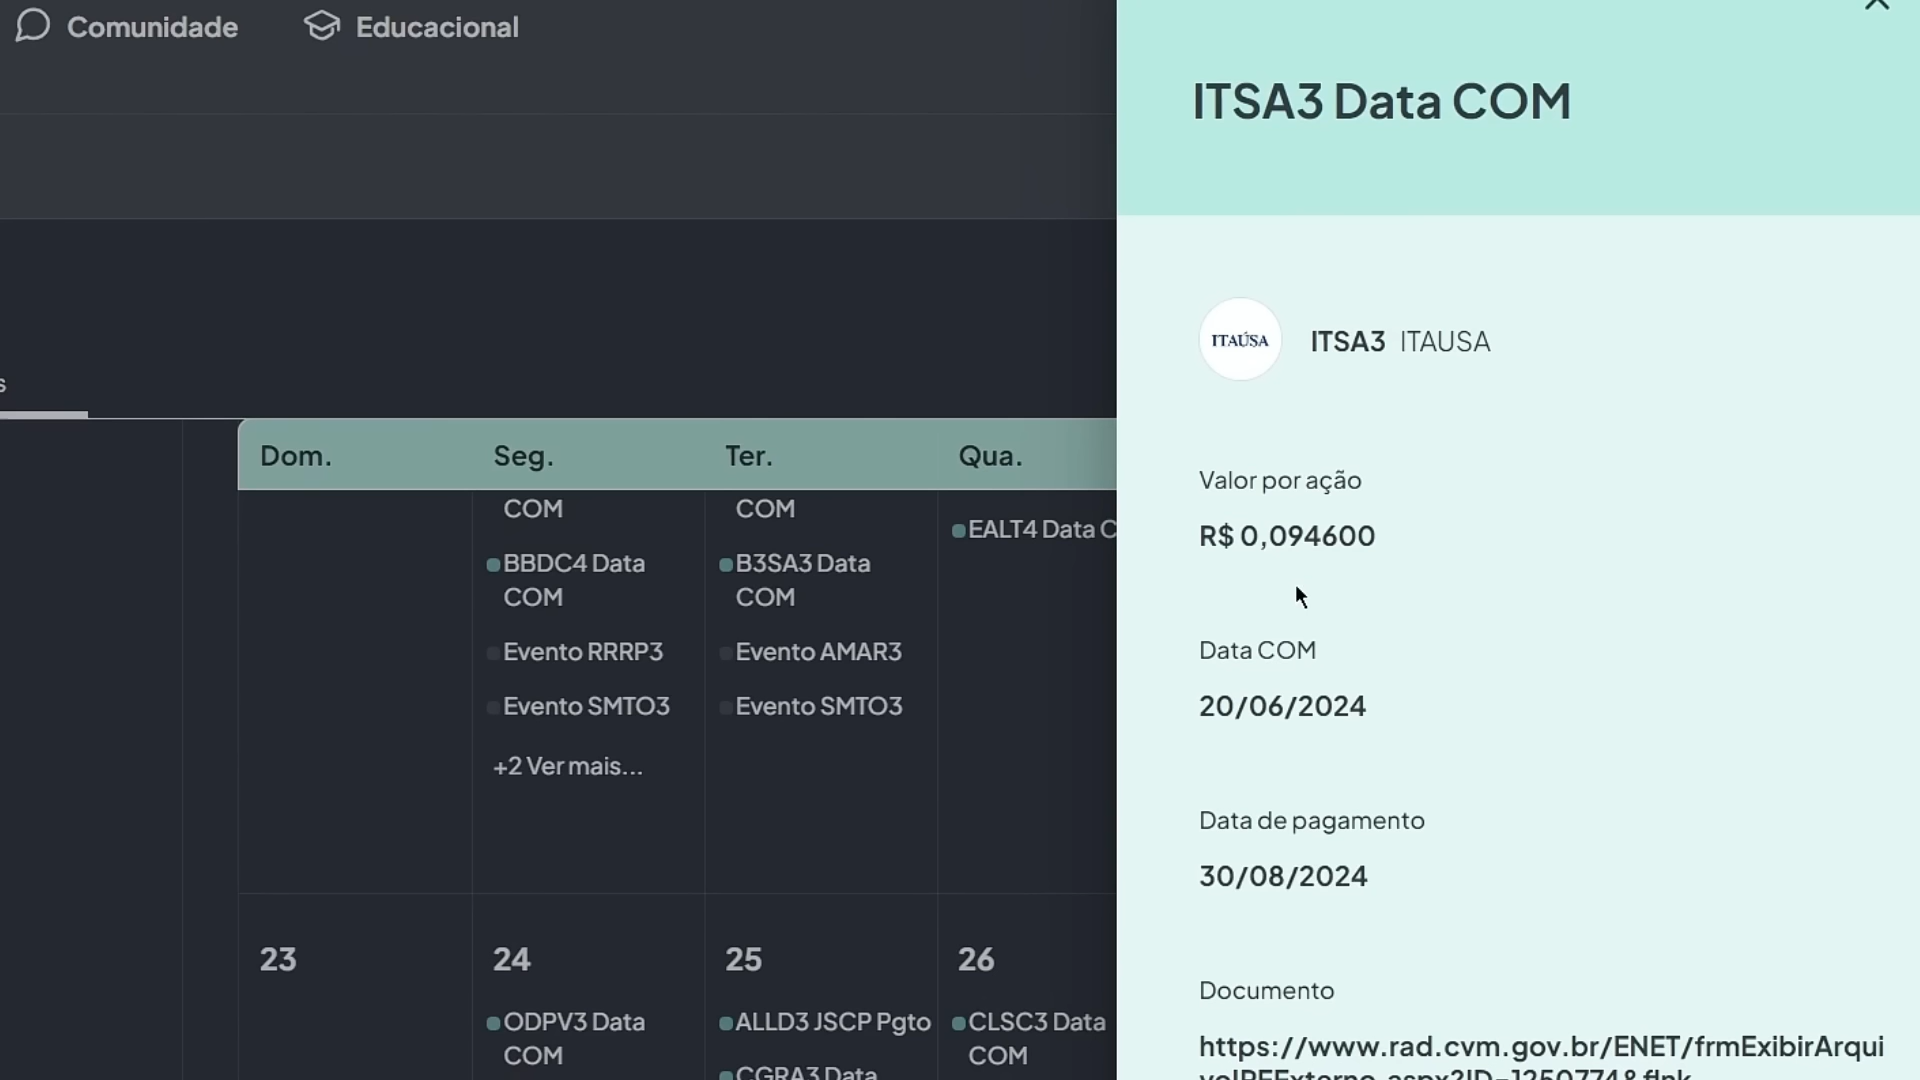 Comunidade
Educacional
s
Dom.
Seg.
Ter.
Qua.
COM
BBDC4 Data
COM
Evento RRRP3
Evento SMTO3
+2 Ver mais...
COM
B3SA3 Data
COM
Evento AMAR3
Evento SMTO3
EALT4 Data C
23
24
25
26
ODPV3 Data
COM
ALLD3 JSCP Pgto
CGRA3 Data
CLSC3 Data
COM
ITSA3 Data COM
ITAÚSA
ITSA3 ITAUSA
Valor por ação
R$ 0,094600
Data COM
20/06/2024
Data de pagamento
30/08/2024
Documento
https://www.rad.cvm.gov.br/ENET/frmExibirArqui